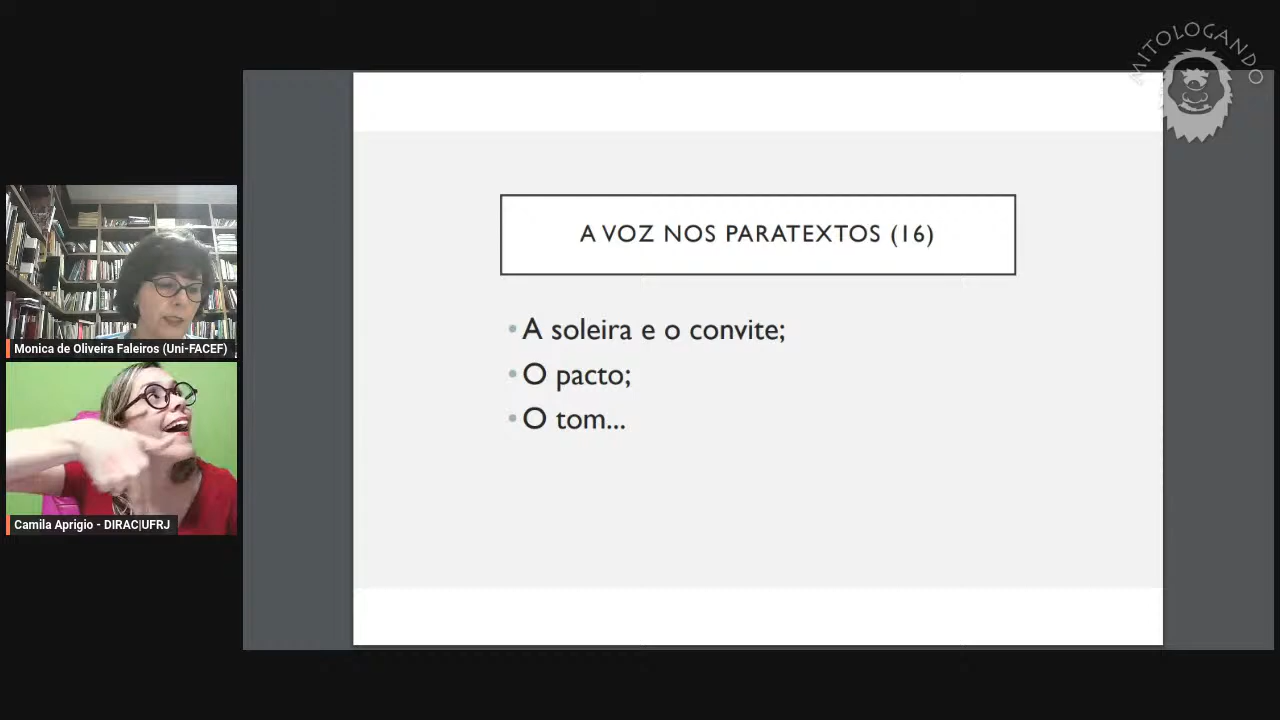 MITOLOGANDO
A VOZ NOS PARATEXTOS (16)
• A soleira e o convite;
• O pacto;
• O tom...
Monica de Oliveira Faleiros (Uni-FACEF)
Camila Aprigio - DIRAC|UFRJ